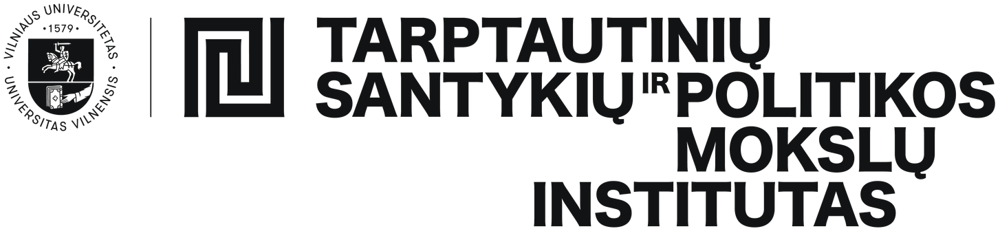 VILNIAUS UNIVERSITETAS
· 1579 ·
UNIVERSITAS VILNENSIS
TARPTAUTINIŲ
SANTYKIŲ IR POLITIKOS
MOKSLŲ
INSTITUTAS